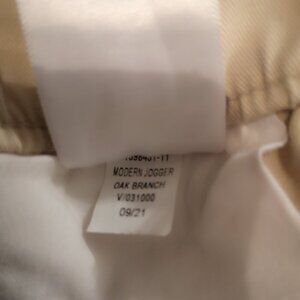 MODERN JOGGER
OAK BRANCH
V/031000
09/21